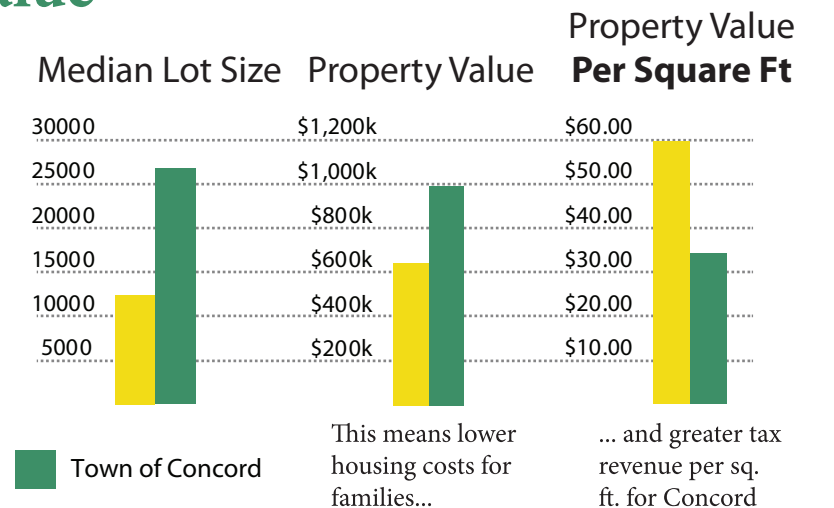 Median Lot Size
30000
25000
20000
15000
10000
5000
Property Value
$1,200k
$1,000k
$800k
$600k
$400k
$200k
Property Value
Per Square Ft
$60.00
$50.00
$40.00
$30.00
$20.00
$10.00
Town of Concord
This means lower
housing costs for
families...
... and greater tax
revenue per sq.
ft. for Concord